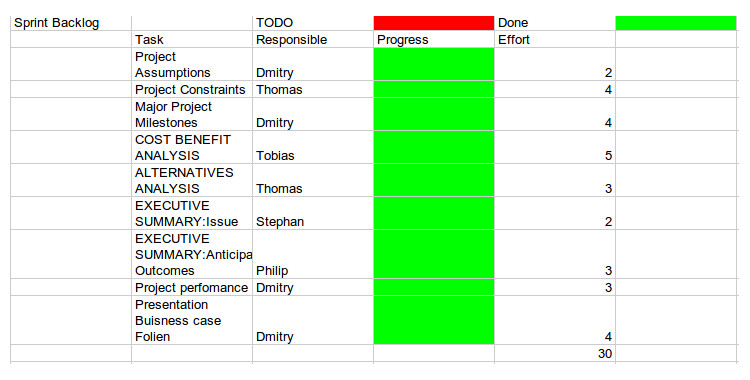 Sprint Backlog TODO Done
Task Responsible Progress Effort
Project
Assumptions Dmitry 2
Project Constraints Thomas 4
Major Project
Milestones Dmitry 4
COST BENEFIT
ANALYSIS Tobias 5
ALTERNATIVES
ANALYSIS Thomas 3
EXECUTIVE
SUMMARY:Issue Stephan 2
EXECUTIVE
SUMMARY:Anticipa
Outcomes Philip 3
Project perfomance Dmitry 3
Presentation
Buisness case
Folien Dmitry 4
30